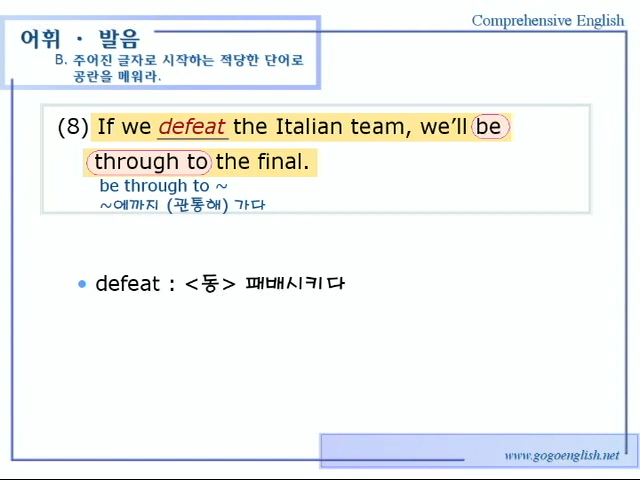 Comprehensive English
어휘 · 발음
B. 주어진 글자로 시작하는 적당한 단어로
공란을 메워라.
(8) If we defeat the Italian team, we'll be
through to the final.
be through to ~
~에까지 (관통해) 가다
• defeat : <동> 패배시키다
www.gogoenglish.net